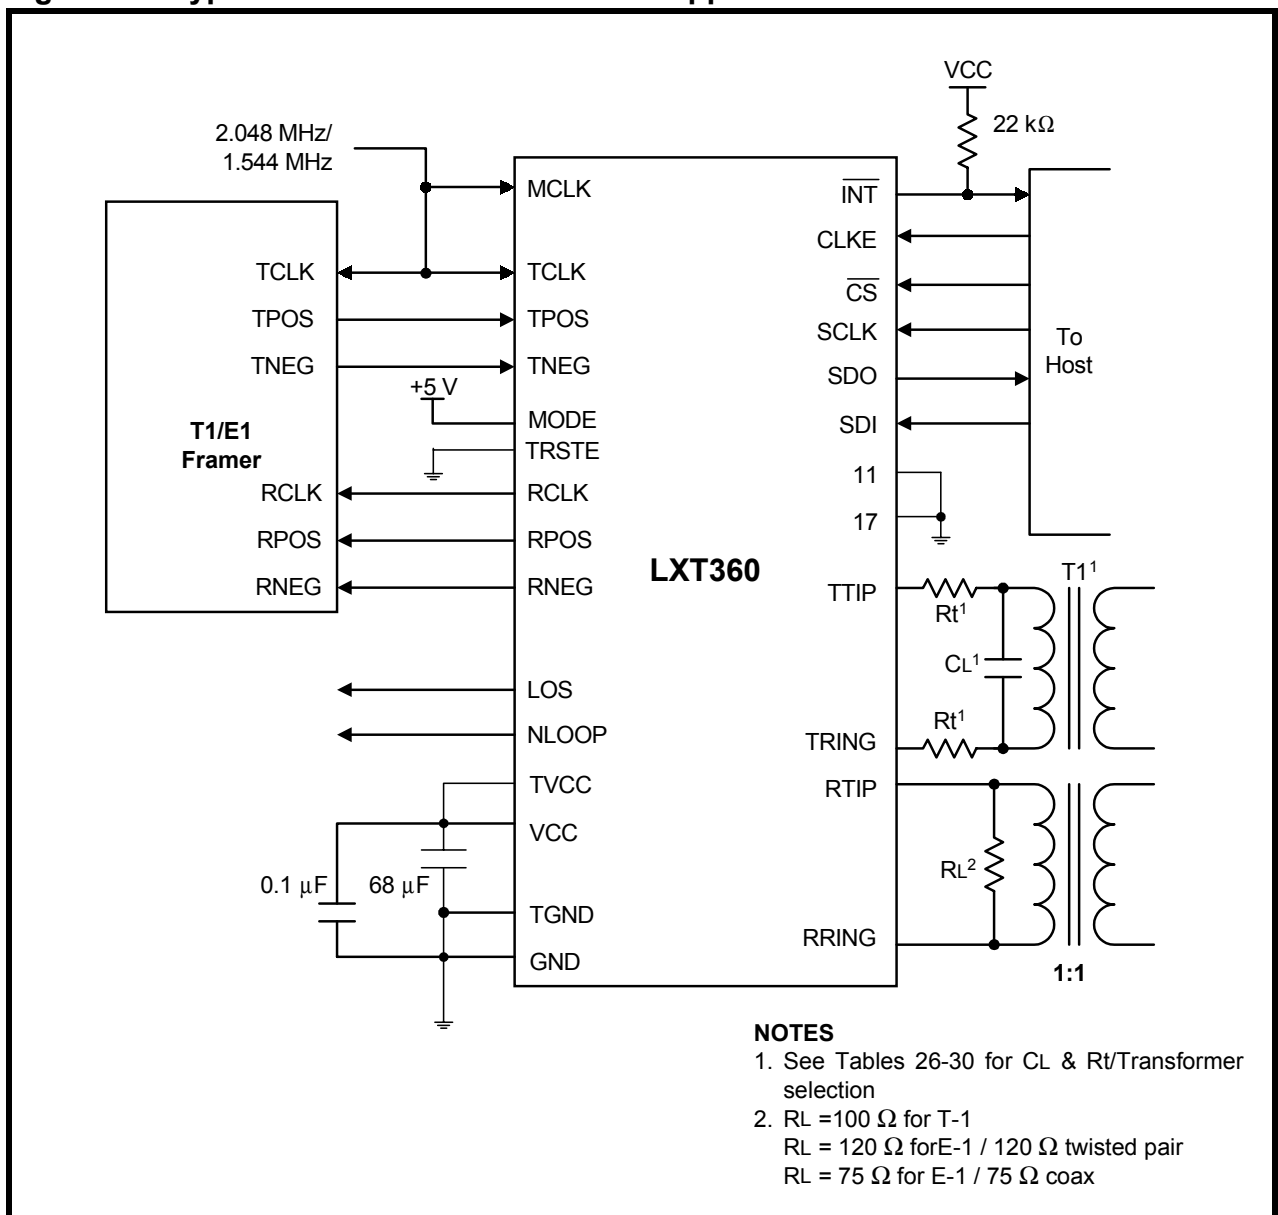 VCC
22 kΩ
2.048 MHz/
1.544 MHz
MCLK
INT
CLKE
TCLK
TCLK
CS
TPOS
TPOS
SCLK
To
Host
TNEG
TNEG
SDO
+5 V
MODE
SDI
T1/E1
Framer
TRSTE
11
RCLK
RCLK
17
RPOS
RPOS
LXT360
T1¹
RNEG
RNEG
TTIP
Rt¹
CL¹
LOS
Rt¹
NLOOP
TRING
TVCC
RTIP
VCC
0.1 µF
68 µF
RL²
TGND
RRING
GND
1:1
NOTES
1. See Tables 26-30 for CL & Rt/Transformer
selection
2. RL =100 Ω for T-1
RL = 120 Ω forE-1 / 120 Ω twisted pair
RL = 75 Ω for E-1 / 75 Ω coax